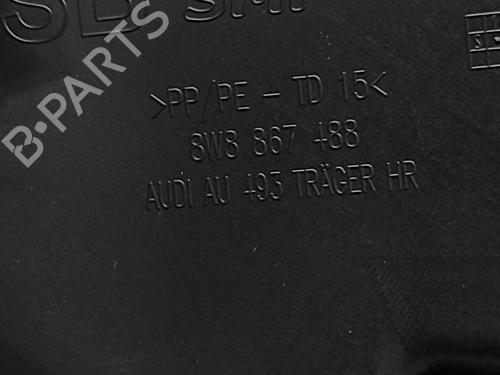 >PP/PE - TD 15<
8W8 867 488
AUDI AU 493 TRÄGER HR
B-PARTS